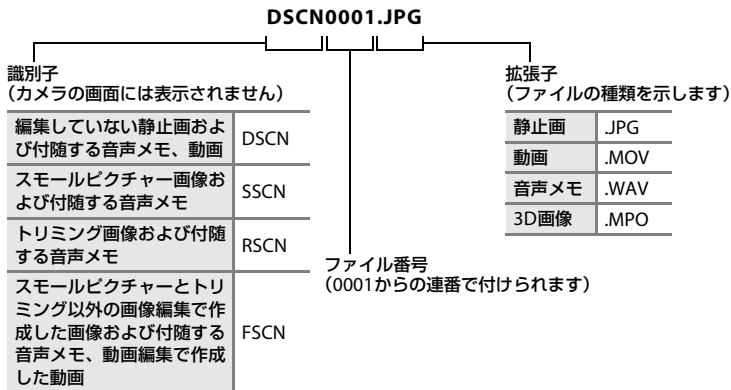 DSCN0001.JPG
識別子
（カメラの画面には表示されません）
編集していない静止画およ
び付随する音声メモ、動画
DSCN
スモールピクチャー画像お
よび付随する音声メモ
SSCN
トリミング画像および付随
する音声メモ
RSCN
スモールピクチャーとトリ
ミング以外の画像編集で作
成した画像および付随する
音声メモ、動画編集で作成
した動画
FSCN
ファイル番号
（0001からの連番で付けられます）
拡張子
（ファイルの種類を示します）
静止画 .JPG
動画 .MOV
音声メモ .WAV
3D画像 .MPO